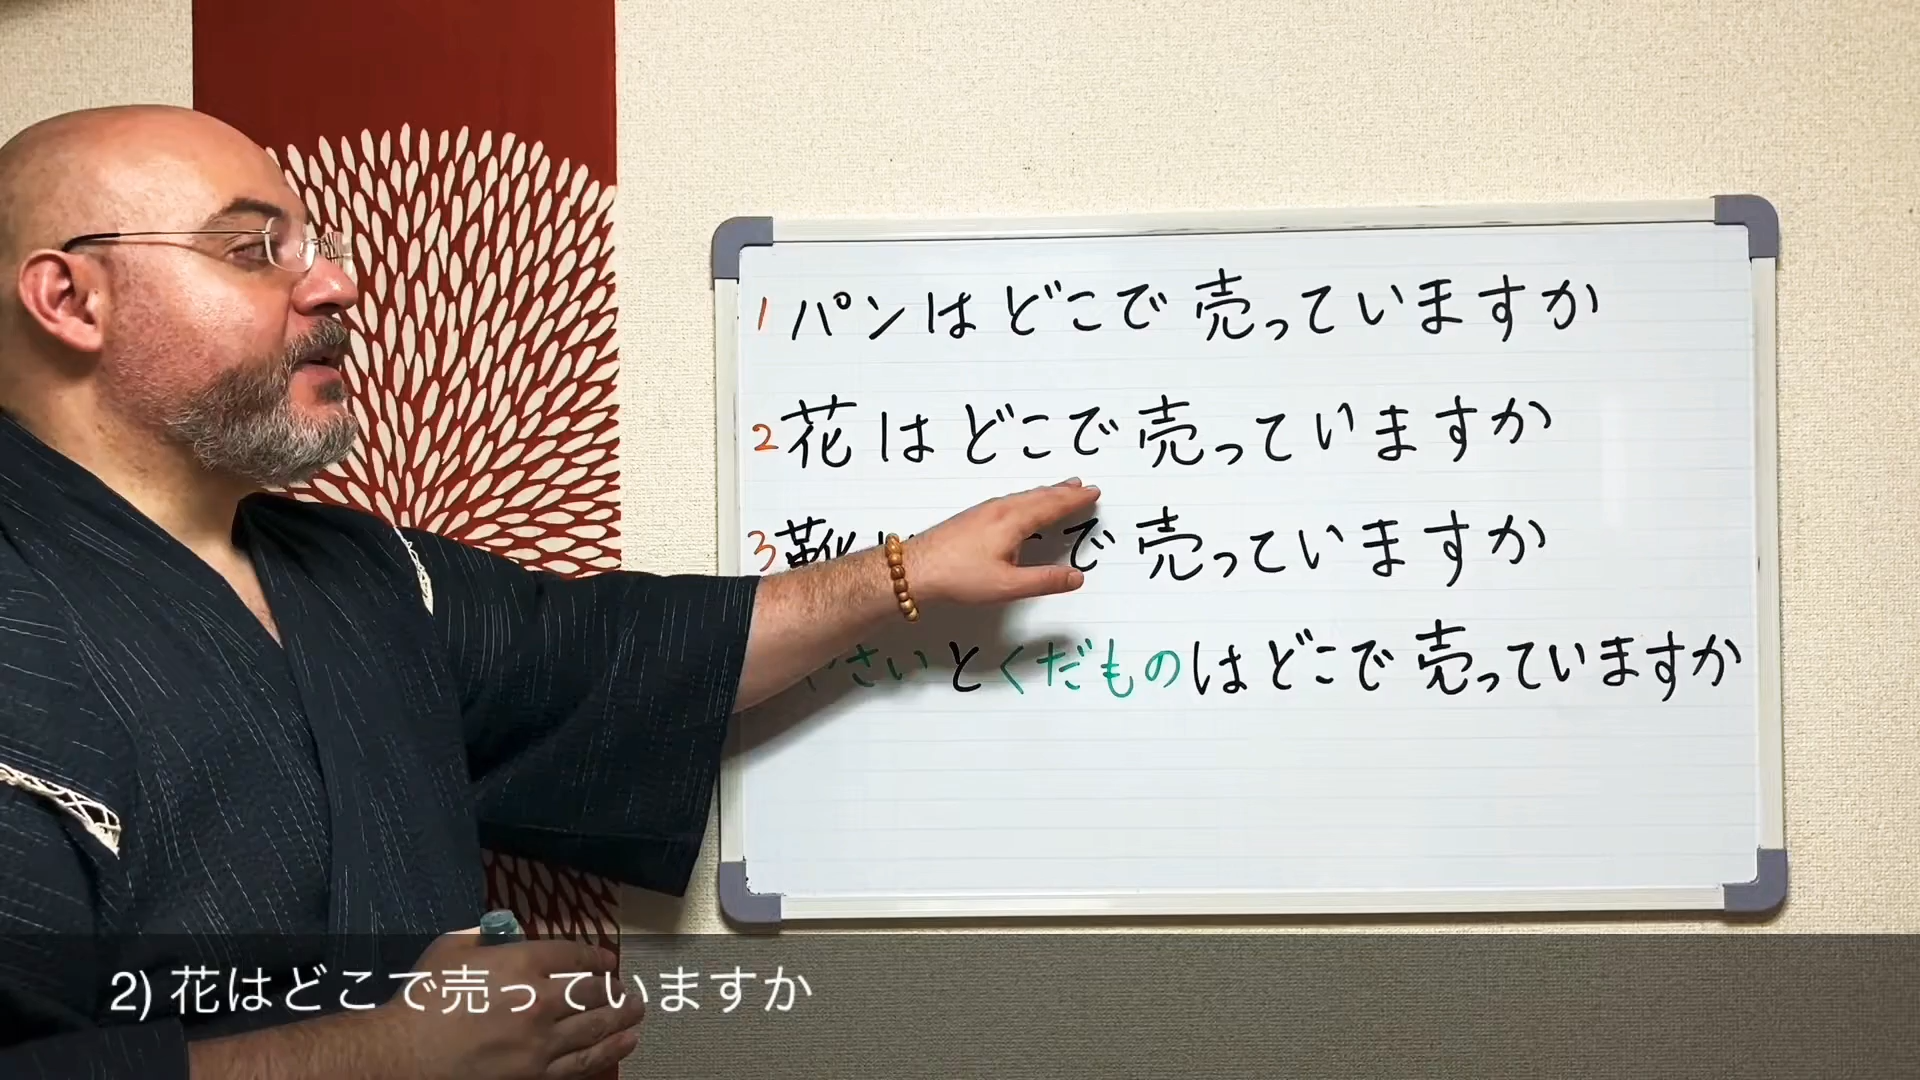 1 パンはどこで売っていますか
2 花はどこで売っていますか
3 靴 で売っていますか
さいとくだものはどこで売っていますか
2) 花はどこで売っていますか